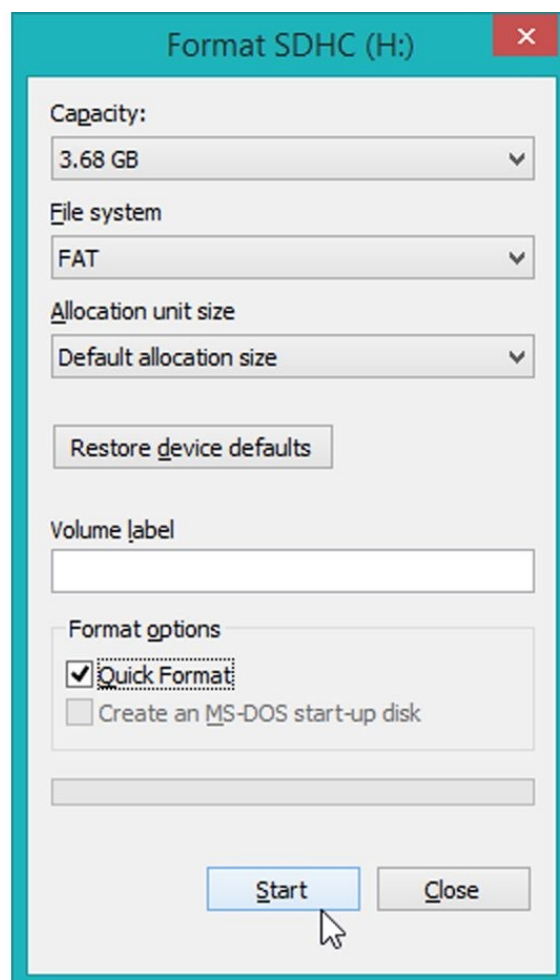 Format SDHC (H:)
Capacity:
3.68 GB
File system
FAT
Allocation unit size
Default allocation size
Restore device defaults
Volume label
Format options
Quick Format
Create an MS-DOS start-up disk
Start Close